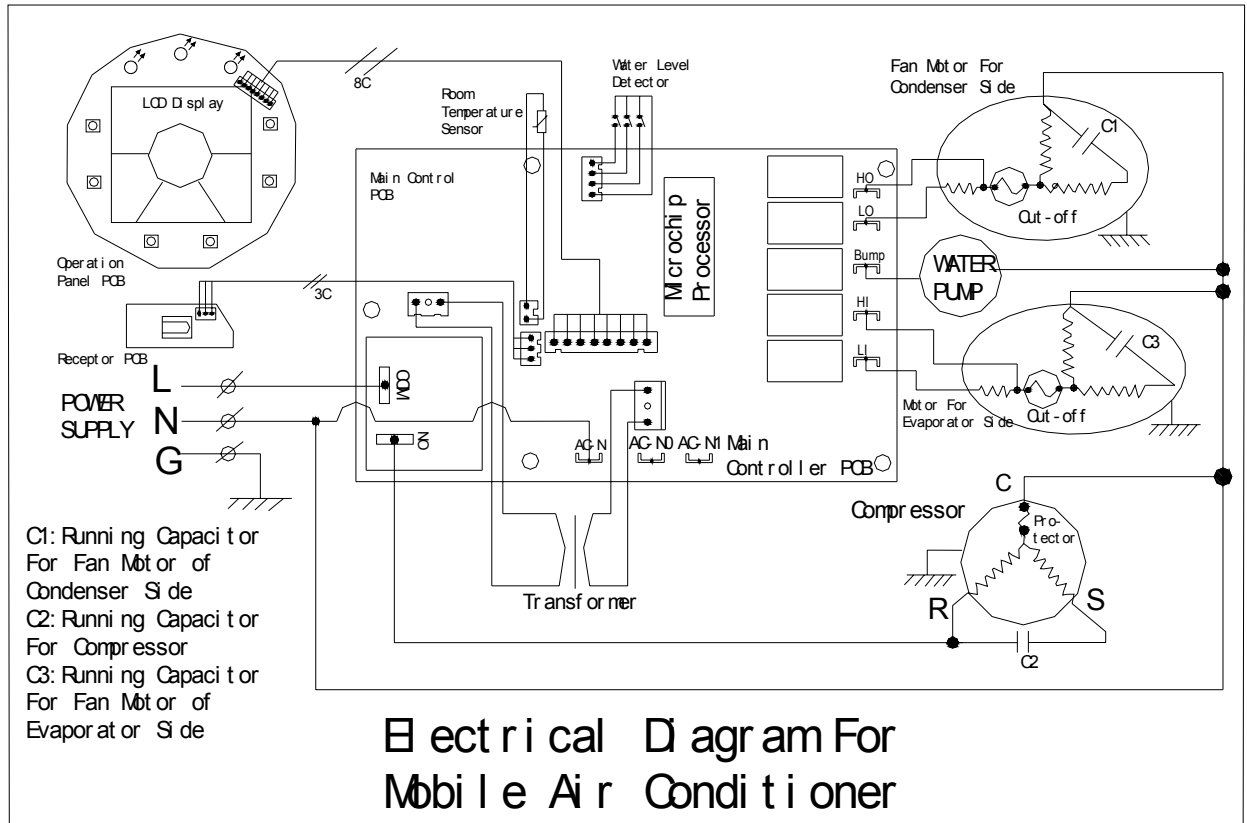 8C
LCD Display
Room
Temperature
Sensor
Water Level
Detector
Fan Motor For
Condenser Side
C1
Cut-off
Main Control
PCB
Microchip
Processor
HO
LO
Bump
HI
LI
WATER
PUMP
C3
Cut-off
Motor For
Evaporator Side
Operation
Panel PCB
3C
Receptor PCB
POWER
SUPPLY
L
N
G
COM
NO
AC-N
AC-N0
AC-N1
Main
Controller PCB
Transformer
Compressor
C
Pro-
tector
R
S
C2
C1: Running Capacitor
For Fan Motor of
Condenser Side
C2: Running Capacitor
For Compressor
C3: Running Capacitor
For Fan Motor of
Evaporator Side
Electrical Diagram For
Mobile Air Conditioner